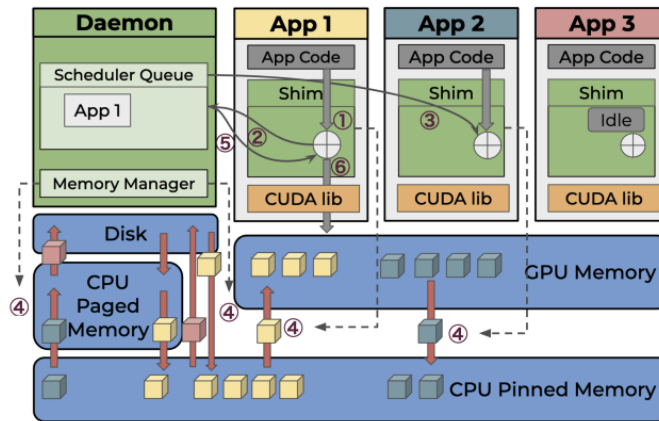 Daemon
App 1
App 2
App 3
Scheduler Queue
App 1
App Code
App Code
App Code
Shim
Shim
Shim
Idle
①
②
③
⑤
⑥
Memory Manager
CUDA lib
CUDA lib
CUDA lib
Disk
GPU Memory
CPU
Paged
Memory
④
④
④
④
CPU Pinned Memory